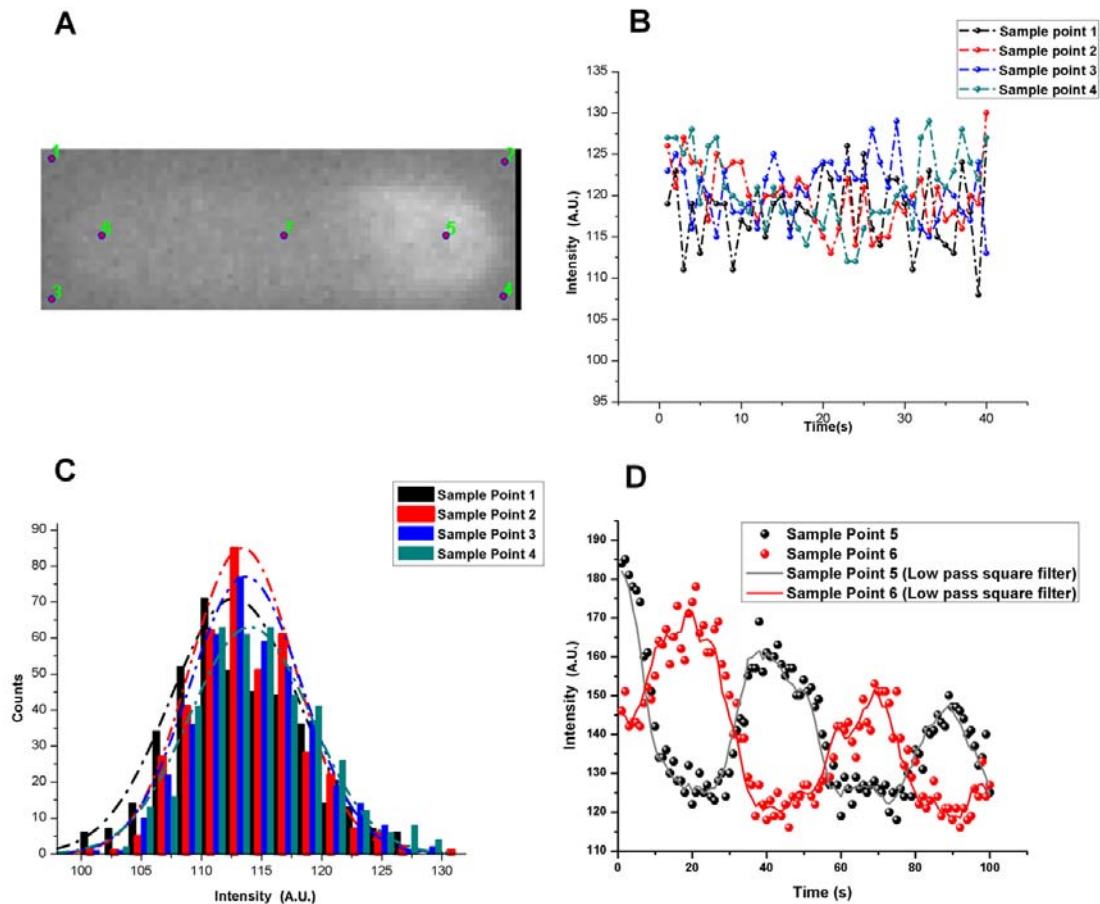 A
1
2
6
7
5
3
4
B
Sample point 1
Sample point 2
Sample point 3
Sample point 4
Intensity (A.U.)
135
130
125
120
115
110
105
100
95
0
10
20
30
40
Time(s)
C
Sample Point 1
Sample Point 2
Sample Point 3
Sample Point 4
Counts
90
80
70
60
50
40
30
20
10
0
100
105
110
115
120
125
130
Intensity (A.U.)
D
Sample Point 5
Sample Point 6
Sample Point 5 (Low pass square filter)
Sample Point 6 (Low pass square filter)
Intensity (A.U.)
190
180
170
160
150
140
130
120
110
0
20
40
60
80
100
Time (s)